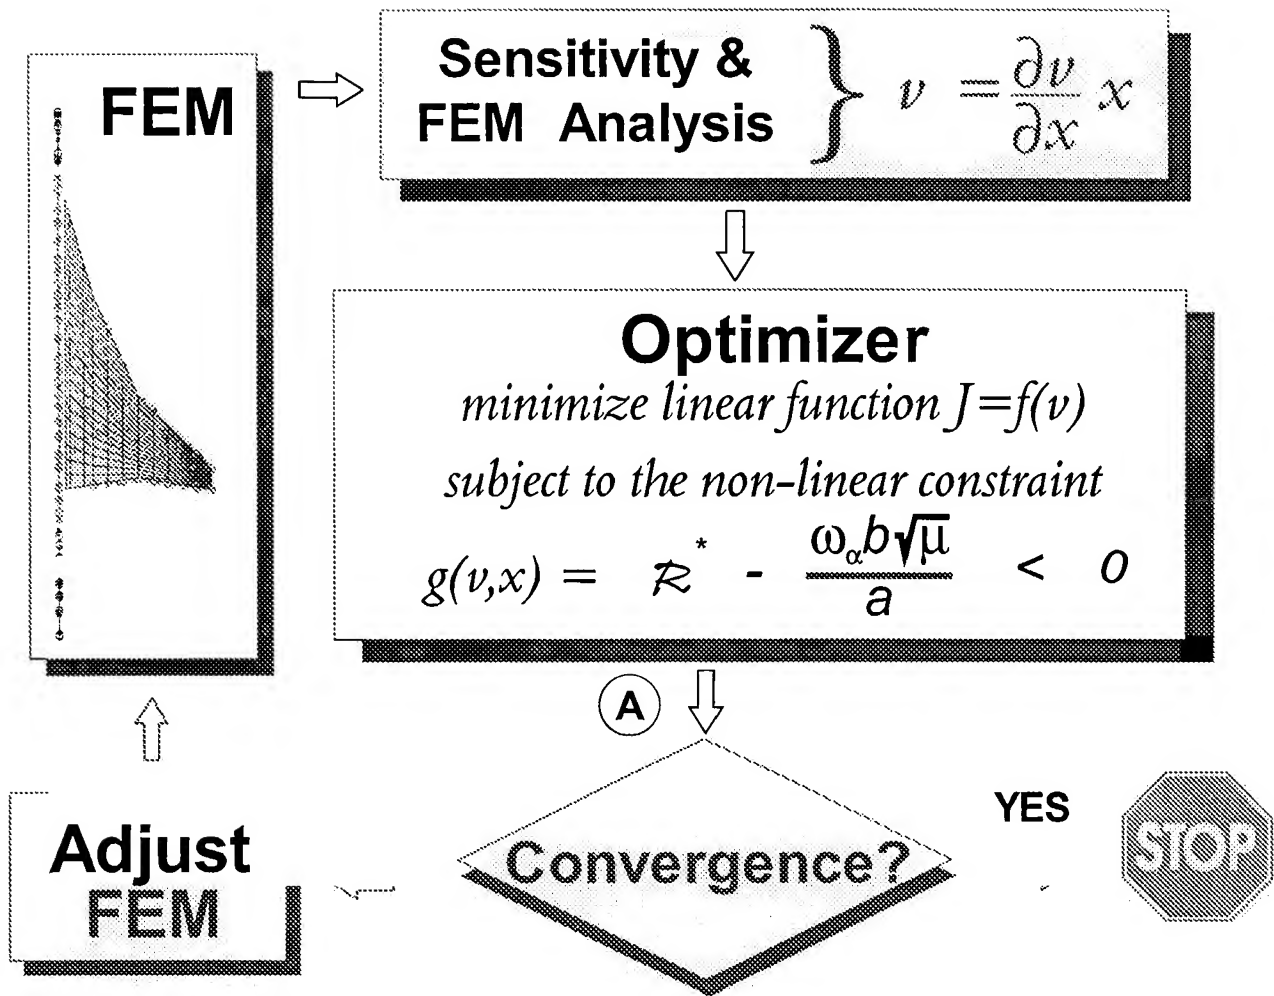 FEM
Sensitivity &
FEM Analysis
} ν = ∂ν/∂x x
Optimizer
minimize linear function J=f(ν)
subject to the non-linear constraint
g(ν,x) = ℛ* - ω_α b√μ / a < 0
A
Convergence?
YES
STOP
Adjust
FEM